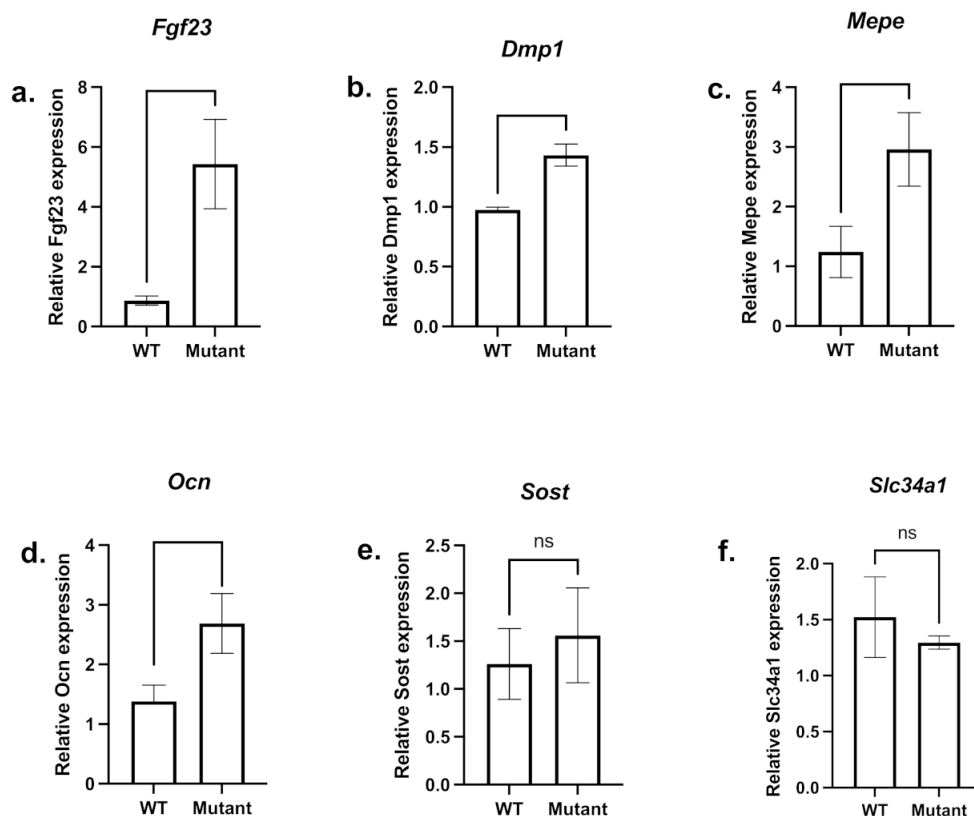 Fgf23
Dmp1
Mepe
a.
b.
c.
Relative Fgf23 expression
8
6
4
2
0
WT Mutant
Relative Dmp1 expression
2.0
1.5
1.0
0.5
0.0
WT Mutant
Relative Mepe expression
4
3
2
1
0
WT Mutant
Ocn
Sost
Slc34a1
d.
e.
f.
Relative Ocn expression
4
3
2
1
0
WT Mutant
Relative Sost expression
2.5
2.0
1.5
1.0
0.5
0.0
ns
WT Mutant
Relative Slc34a1 expression
2.0
1.5
1.0
0.5
0.0
ns
WT Mutant